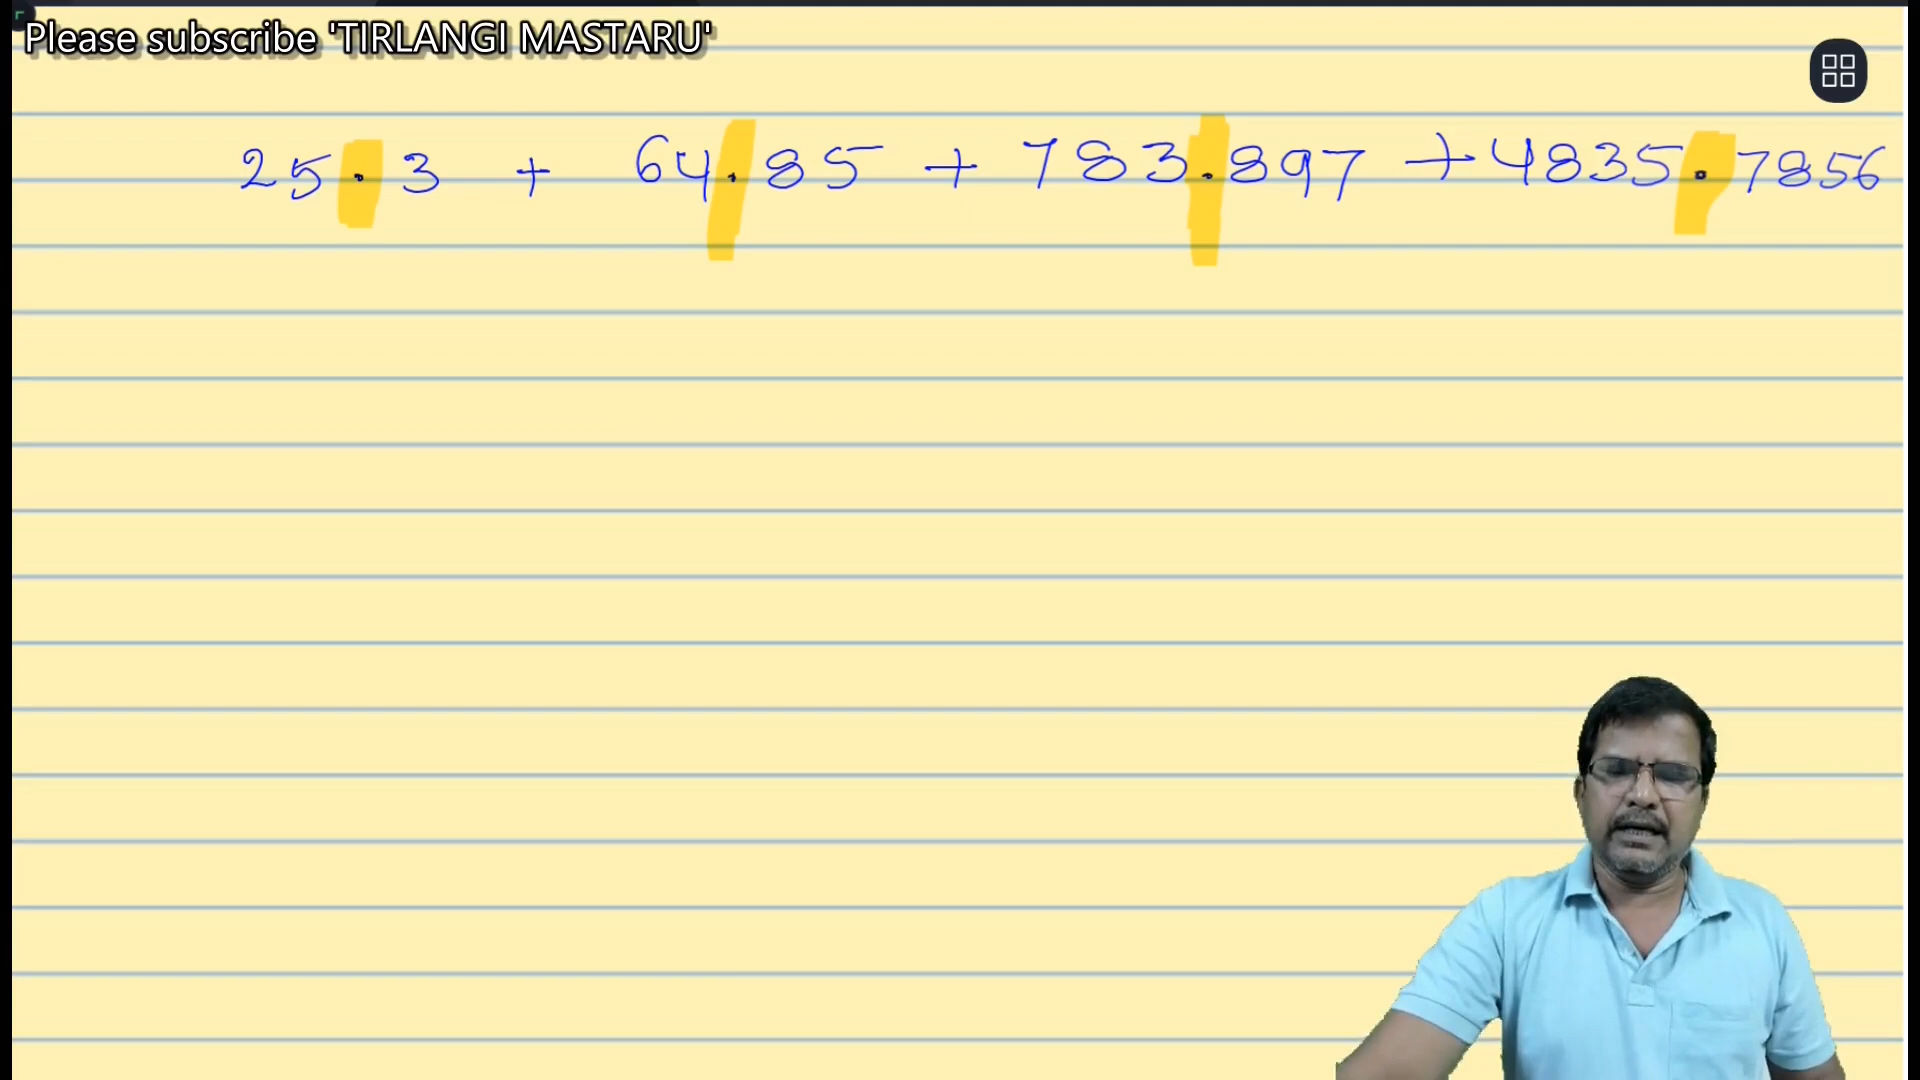 Please subscribe 'TIRLANGI MASTARU'
25.3 + 64.85 + 783.897 + 4835.7856